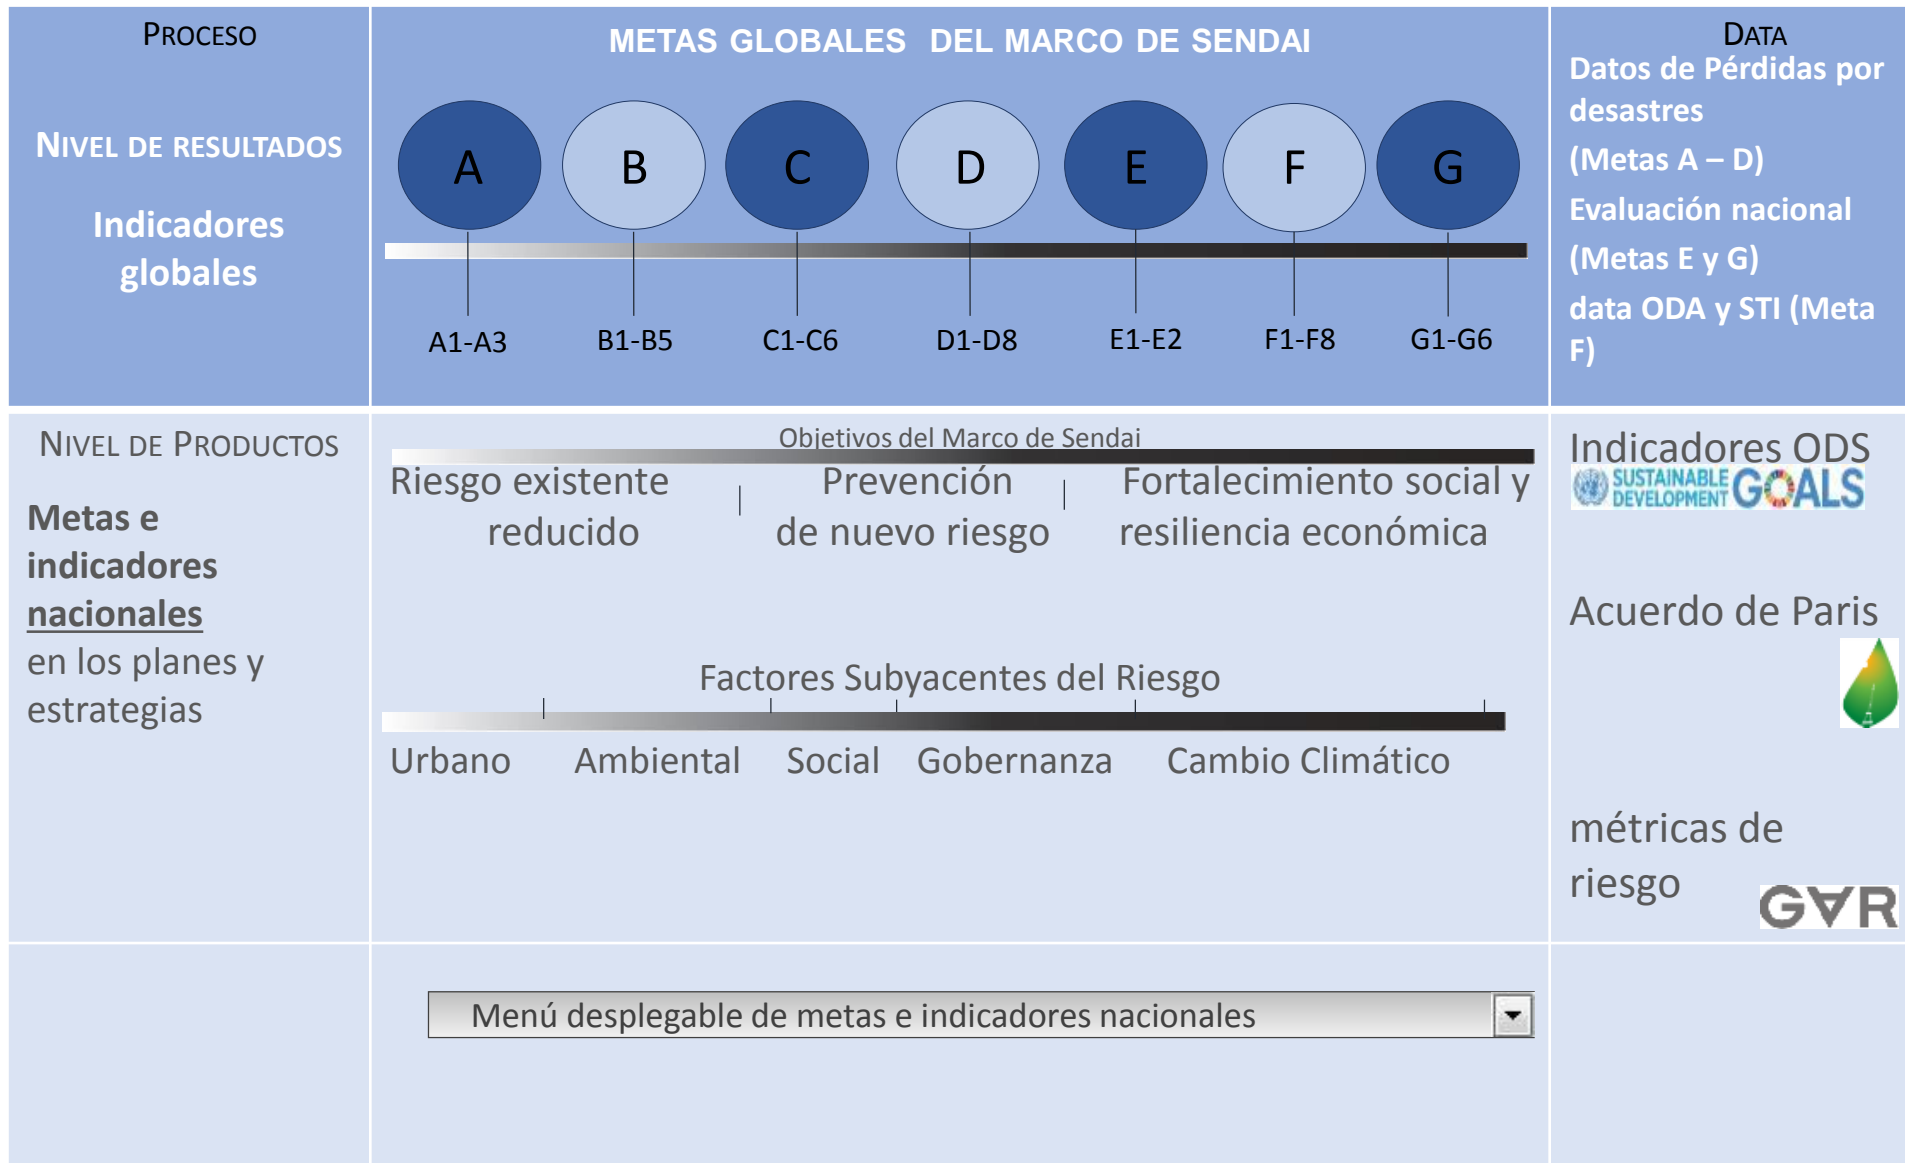 PROCESO
NIVEL DE RESULTADOS
Indicadores
globales
METAS GLOBALES DEL MARCO DE SENDAI
A B C D E F G
A1-A3 B1-B5 C1-C6 D1-D8 E1-E2 F1-F8 G1-G6
DATA
Datos de Pérdidas por
desastres
(Metas A – D)
Evaluación nacional
(Metas E y G)
data ODA y STI (Meta
F)
NIVEL DE PRODUCTOS
Metas e
indicadores
nacionales
en los planes y
estrategias
Objetivos del Marco de Sendai
Riesgo existente
reducido
Prevención
de nuevo riesgo
Fortalecimiento social y
resiliencia económica
Factores Subyacentes del Riesgo
Urbano Ambiental Social Gobernanza Cambio Climático
Indicadores ODS
SUSTAINABLE
DEVELOPMENT GOALS
Acuerdo de Paris
métricas de
riesgo
G∀R
Menú desplegable de metas e indicadores nacionales